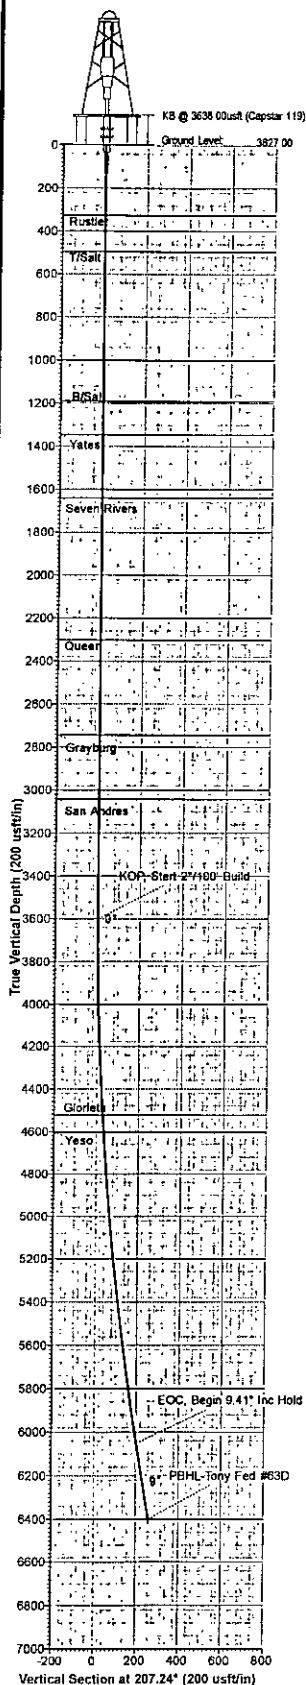 KB @ 3638 00usft (Capstar 119)
Ground Level: 3827 00
0
200
Rustler
400
T/Salt
600
800
1000
1200
B/Salt
1400
Yates
1600
Seven Rivers
1800
2000
2200
Queen
2400
2600
2800
Grayburg
3000
San Andres
3200
3400
KOP, Start 2°/100' Build
3600
0°
3800
4000
4200
4400
Glorieta
4600
Yeso
4800
5000
5200
5400
5600
5800
EOC, Begin 9.41° Inc Hold
6000
6200
9° PBHL-Tony Fed #63D
6400
6600
6800
7000
True Vertical Depth (200 usft/in)
-200 0 200 400 600 800
Vertical Section at 207.24° (200 usft/in)